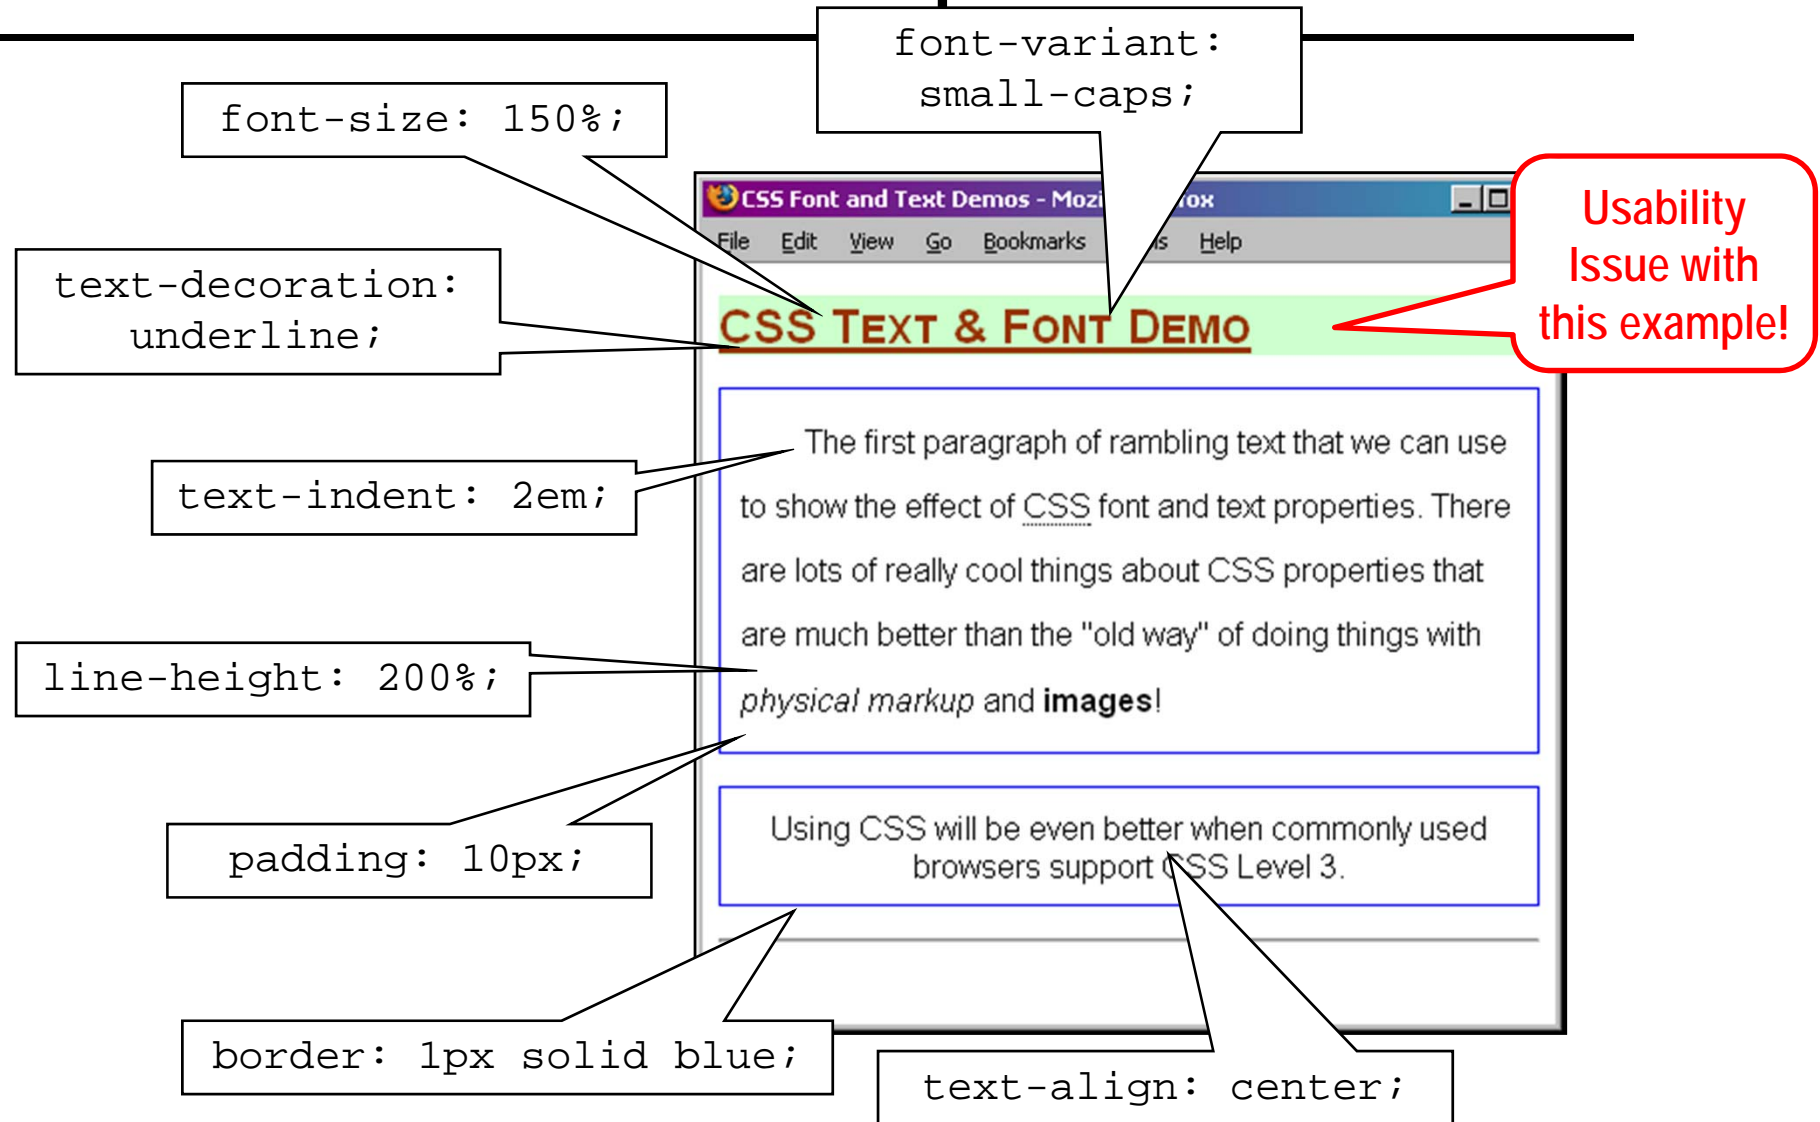 font-variant:
small-caps;
font-size: 150%;
CSS Font and Text Demos - Mozi ox
File Edit View Go Bookmarks Help
Usability
Issue with
this example!
text-decoration:
underline;
CSS TEXT & FONT DEMO
The first paragraph of rambling text that we can use
text-indent: 2em;
to show the effect of CSS font and text properties. There
are lots of really cool things about CSS properties that
are much better than the "old way" of doing things with
line-height: 200%;
physical markup and images!
Using CSS will be even better when commonly used
browsers support CSS Level 3.
padding: 10px;
border: 1px solid blue;
text-align: center;